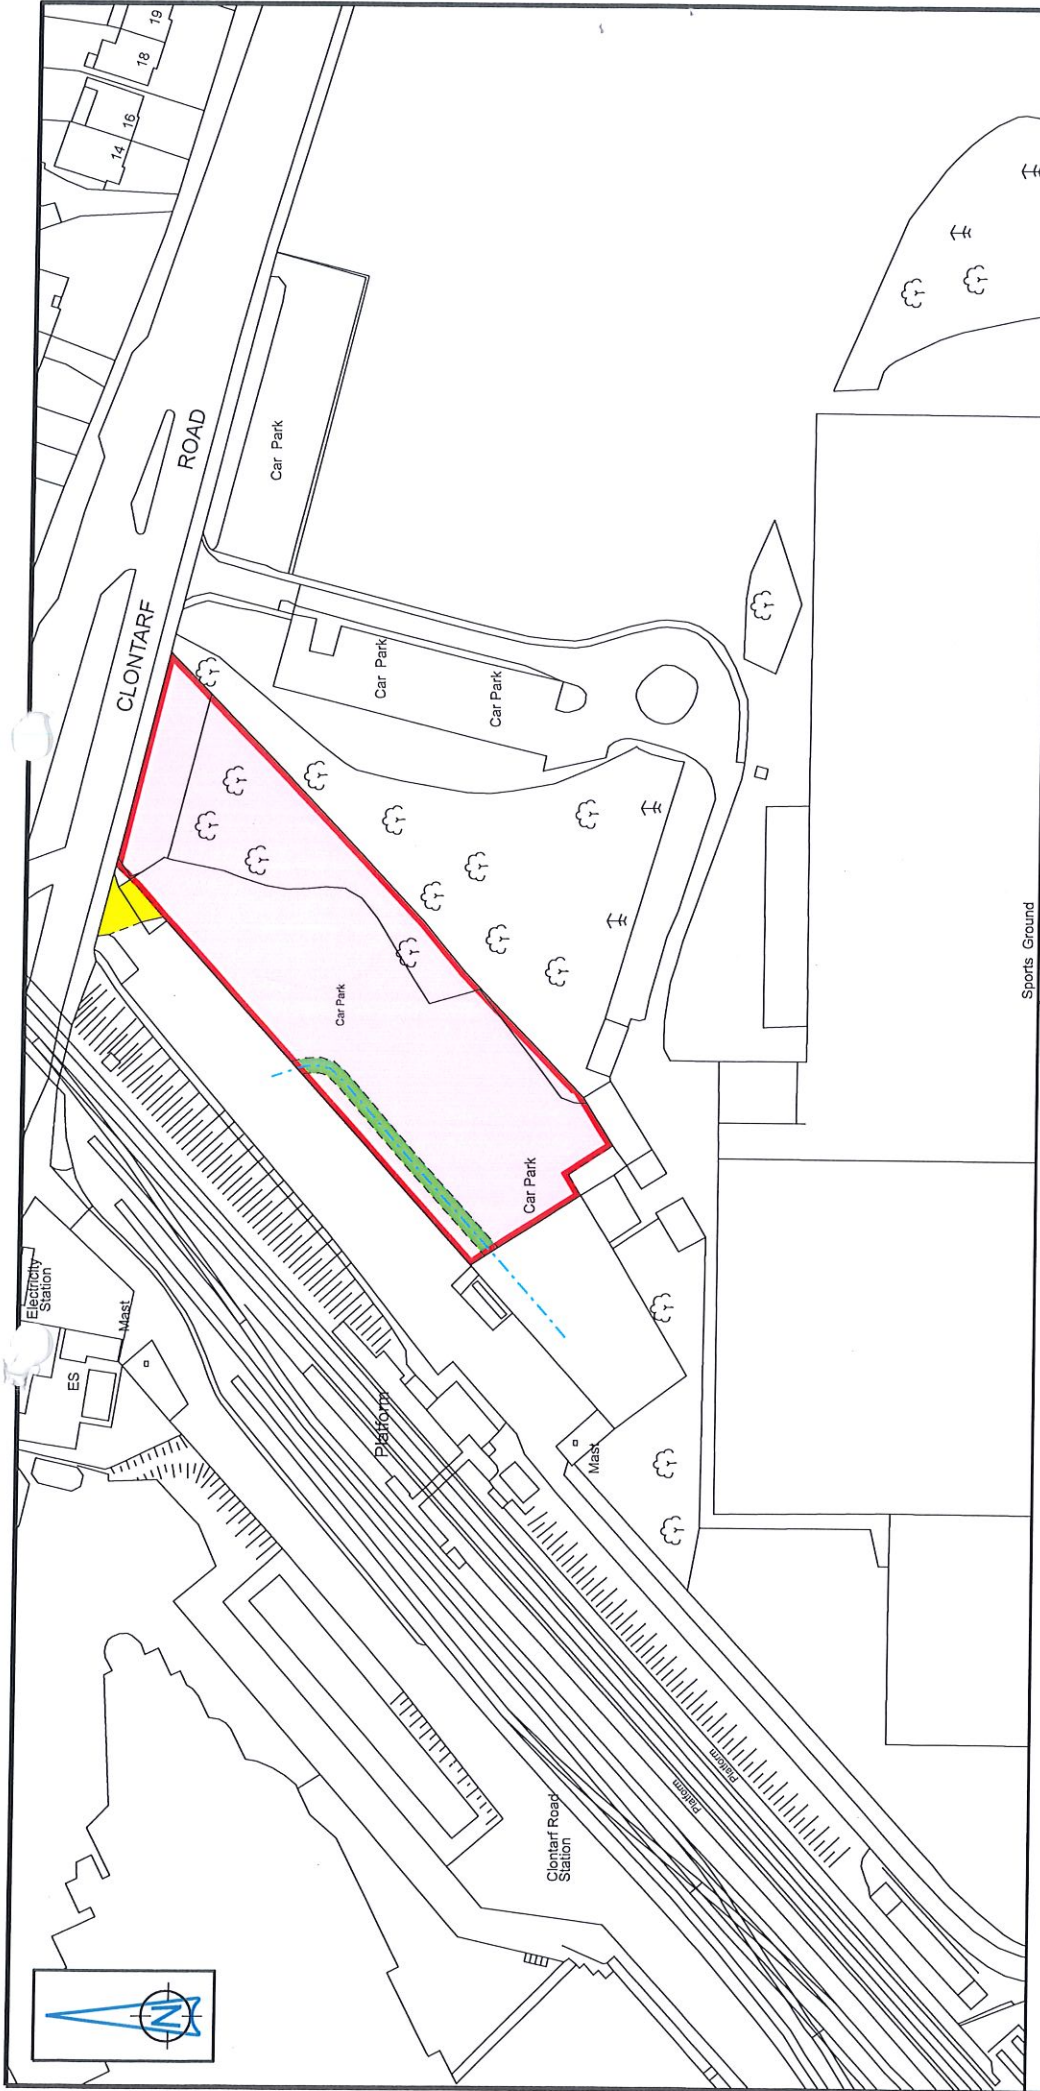 19
18
16
14
CLONTARF
ROAD
Car Park
Car Park
Car Park
Car Park
Car Park
Electricity
Station
Mast
ES
Platform
Mast
Clontarf Road
Station
Platform
Platform
Sports Ground
N